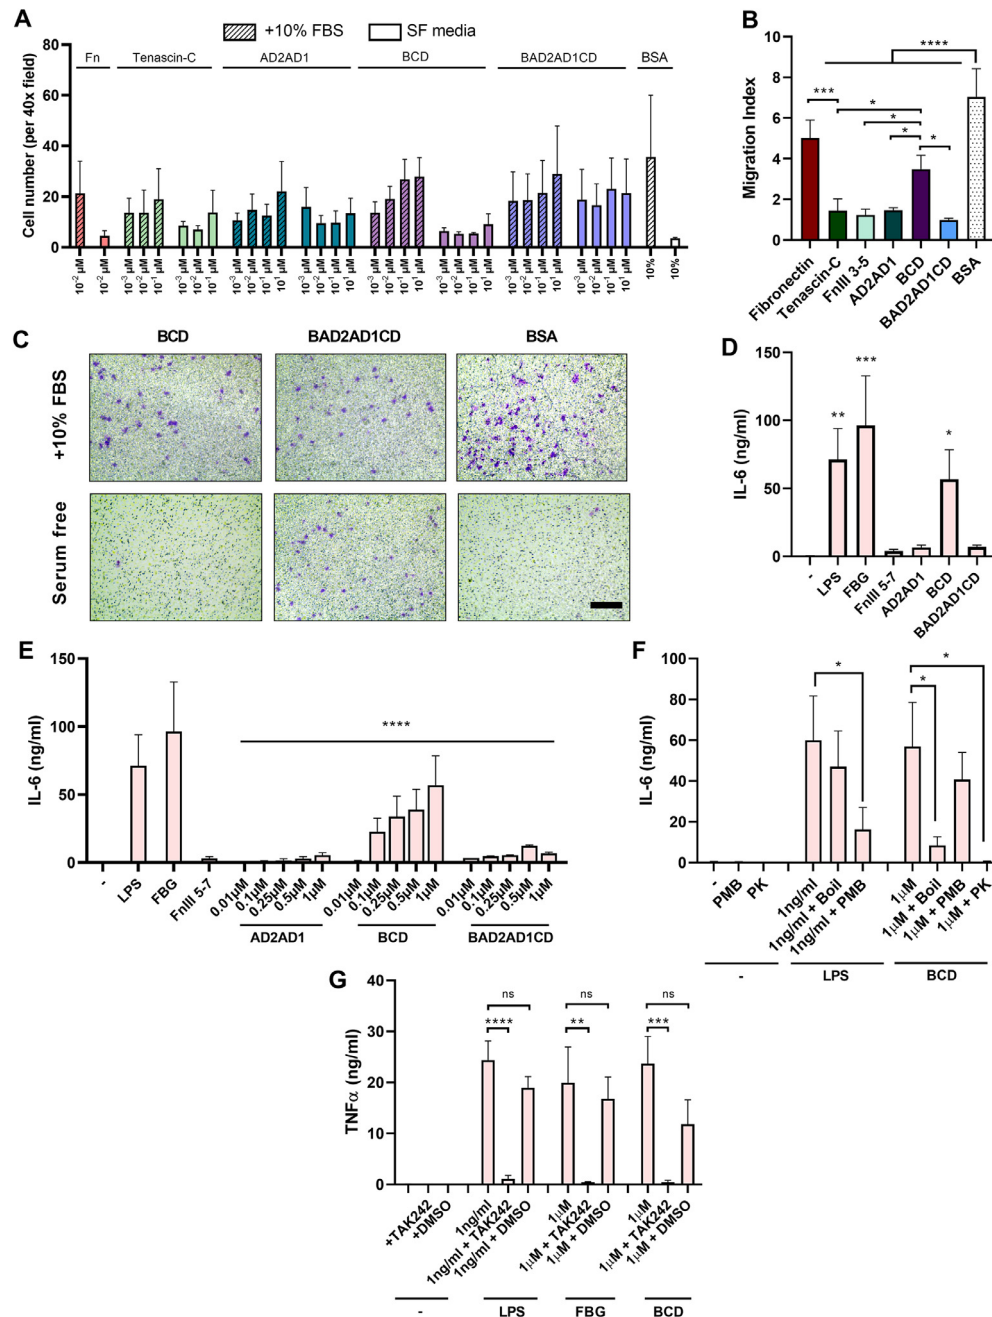 A
+10% FBS
SF media
Fn
Tenascin-C
AD2AD1
BCD
BAD2AD1CD
BSA
Cell number (per 40x field)
80
60
40
20
0
10⁻² µM
10⁻² µM
10⁻³ µM
10⁻² µM
10¹ µM
10⁻³ µM
10⁻² µM
10¹ µM
10⁻³ µM
10⁻² µM
10⁻¹ µM
10¹ µM
10⁻³ µM
10⁻² µM
10⁻¹ µM
10¹ µM
10⁻³ µM
10⁻² µM
10⁻¹ µM
10¹ µM
10⁻³ µM
10⁻² µM
10⁻¹ µM
10¹ µM
10⁻³ µM
10⁻² µM
10⁻¹ µM
10¹ µM
10⁻³ µM
10⁻² µM
10⁻¹ µM
10¹ µM
10%
10%
B
Migration Index
10
8
6
4
2
0
****
***
*
*
*
*
Fibronectin
Tenascin-C
FnIII 3-5
AD2AD1
BCD
BAD2AD1CD
BSA
C
BCD
BAD2AD1CD
BSA
+10% FBS
Serum free
D
IL-6 (ng/ml)
150
100
50
0
**
***
*
-
LPS
FBG
FnIII 5-7
AD2AD1
BCD
BAD2AD1CD
E
IL-6 (ng/ml)
150
100
50
0
****
-
LPS
FBG
FnIII 5-7
0.01µM
0.1µM
0.25µM
0.5µM
1µM
0.01µM
0.1µM
0.25µM
0.5µM
1µM
0.01µM
0.1µM
0.25µM
0.5µM
1µM
AD2AD1
BCD
BAD2AD1CD
F
IL-6 (ng/ml)
80
60
40
20
0
*
*
*
-
PMB
PK
1ng/ml
1ng/ml + Boil
1ng/ml + PMB
1µM
1µM + Boil
1µM + PMB
1µM + PK
-
LPS
BCD
G
TNFα (ng/ml)
40
30
20
10
0
ns
****
ns
**
ns
***
+TAK242
+DMSO
1ng/ml
1ng/ml + TAK242
1ng/ml + DMSO
1µM
1µM + TAK242
1µM + DMSO
1µM
1µM + TAK242
1µM + DMSO
-
LPS
FBG
BCD